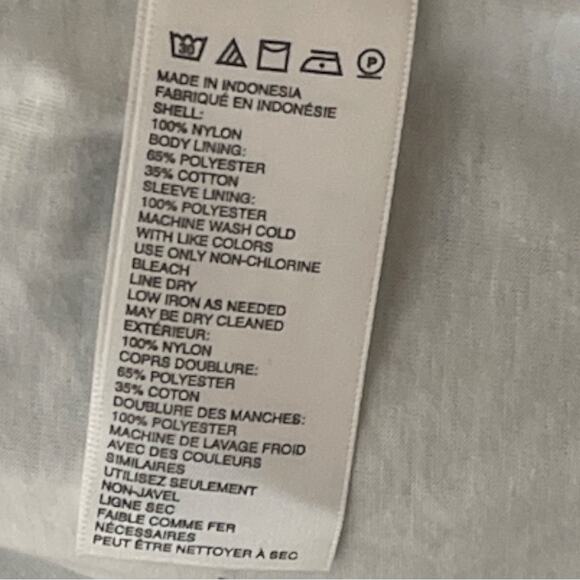 30 P
MADE IN INDONESIA
FABRIQUÉ EN INDONÉSIE
SHELL:
100% NYLON
BODY LINING:
65% POLYESTER
35% COTTON
SLEEVE LINING:
100% POLYESTER
MACHINE WASH COLD
WITH LIKE COLORS
USE ONLY NON-CHLORINE
BLEACH
LINE DRY
LOW IRON AS NEEDED
MAY BE DRY CLEANED
EXTÉRIEUR:
100% NYLON
COPRS DOUBLURE:
65% POLYESTER
35% COTON
DOUBLURE DES MANCHES:
100% POLYESTER
MACHINE DE LAVAGE FROID
AVEC DES COULEURS
SIMILAIRES
UTILISEZ SEULEMENT
NON-JAVEL
LIGNE SEC
FAIBLE COMME FER
NÉCESSAIRES
PEUT ÊTRE NETTOYER À SEC